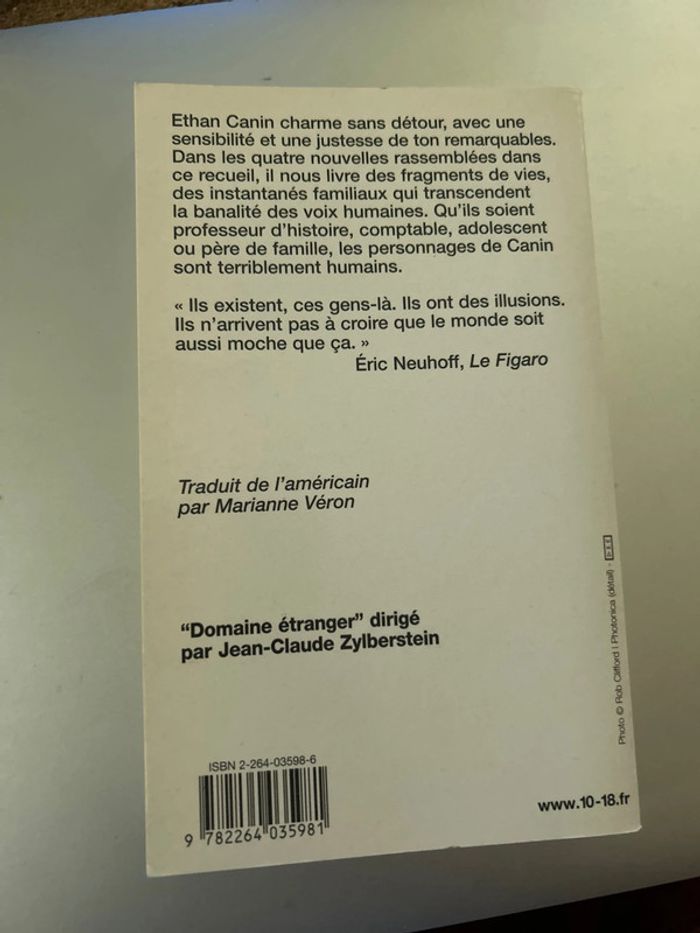 Ethan Canin charme sans détour, avec une
sensibilité et une justesse de ton remarquables.
Dans les quatre nouvelles rassemblées dans
ce recueil, il nous livre des fragments de vies,
des instantanés familiaux qui transcendent
la banalité des voix humaines. Qu'ils soient
professeur d'histoire, comptable, adolescent
ou père de famille, les personnages de Canin
sont terriblement humains.
« Ils existent, ces gens-là. Ils ont des illusions.
Ils n'arrivent pas à croire que le monde soit
aussi moche que ça. »
Éric Neuhoff, Le Figaro
Traduit de l'américain
par Marianne Véron
"Domaine étranger" dirigé
par Jean-Claude Zylberstein
Photo © Rob Clifford | Photonica (détail) -
ISBN 2-264-03598-6
9 782264 035981
www.10-18.fr